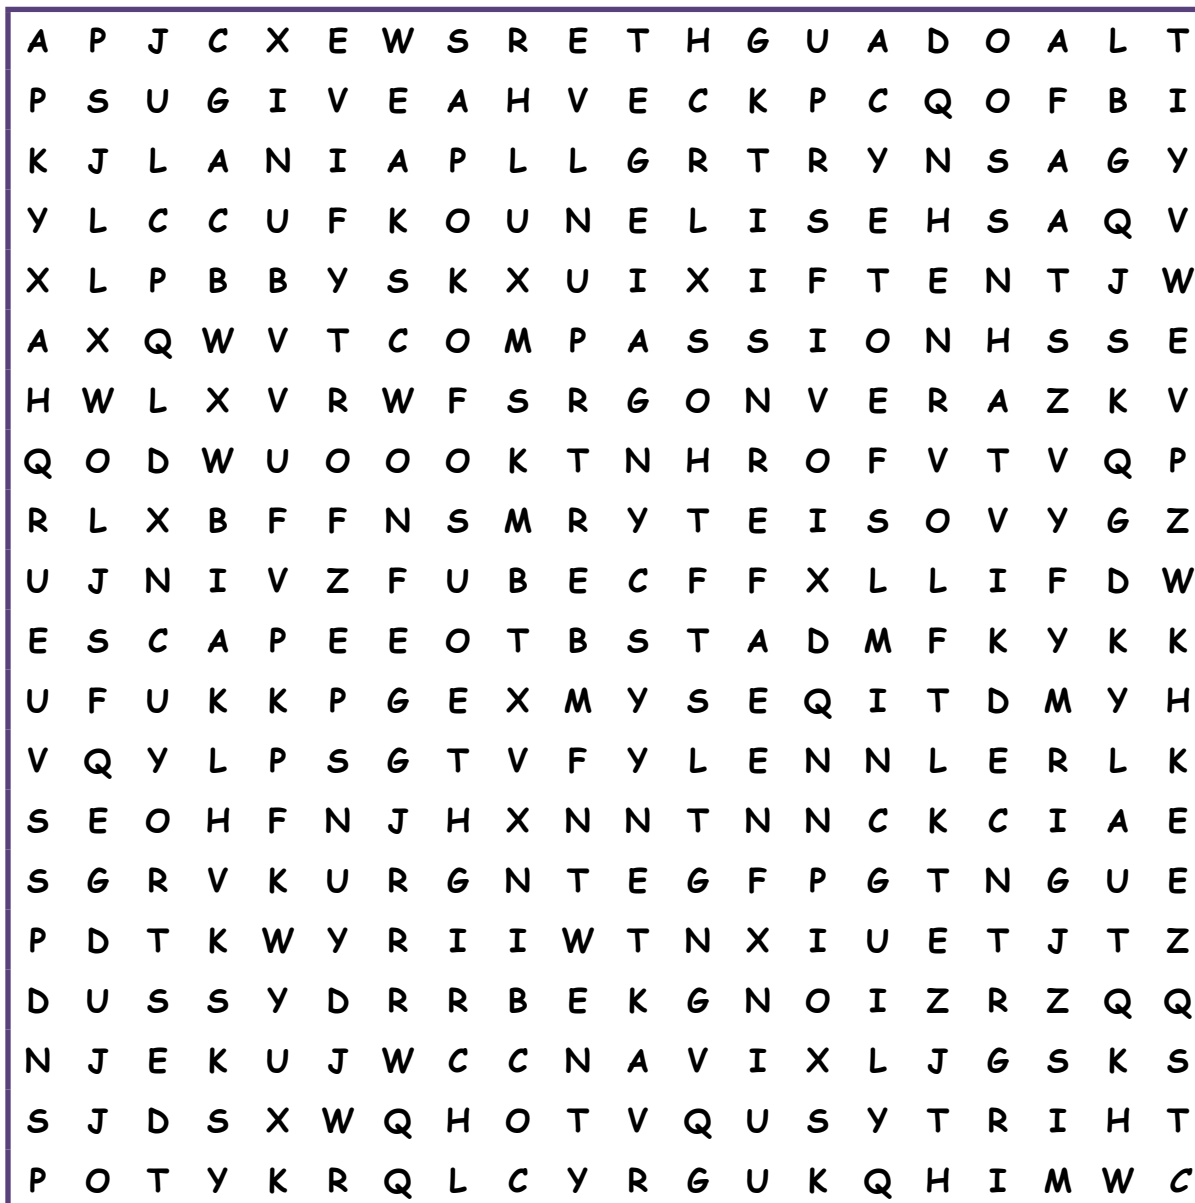 A P J C X E W S R E T H G U A D O A L T
P S U G I V E A H V E C K P C Q O F B I
K J L A N I A P L L G R T R Y N S A G Y
Y L C C U F K O U N E L I S E H S A Q V
X L P B B Y S K X U I X I F T E N T J W
A X Q W V T C O M P A S S I O N H S S E
H W L X V R W F S R G O N V E R A Z K V
Q O D W U O O O K T N H R O F V T V Q P
R L X B F F N S M R Y T E I S O V Y G Z
U J N I V Z F U B E C F F X L L I F D W
E S C A P E E O T B S T A D M F K Y K K
U F U K K P G E X M Y S E Q I T D M Y H
V Q Y L P S G T V F Y L E N N L E R L K
S E O H F N J H X N N T N N C K C I A E
S G R V K U R G N T E G F P G T N G U E
P D T K W Y R I I W T N X I U E T J T Z
D U S S Y D R R B E K G N O I Z R Z Q Q
N J E K U J W C C N A V I X L J G S K S
S J D S X W Q H O T V Q U S Y T R I H T
P O T Y K R Q L C Y R G U K Q H I M W C